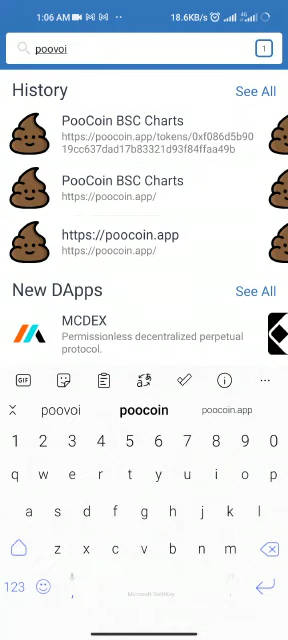 1:06 AM 18.6KB/s 4G
poovoi 1
History See All
PooCoin BSC Charts
https://poocoin.app/tokens/0xf086d5b90
19cc637dad17b83321d93f84ffaa49b
PooCoin BSC Charts
https://poocoin.app/
https://poocoin.app
https://poocoin.app/
New DApps See All
MCDEX
Permissionless decentralized perpetual
protocol.
GIF
poovoi poocoin poocoin.app
1 2 3 4 5 6 7 8 9 0
q w e r t y u i o p
a s d f g h j k l
z x c v b n m
123 , Microsoft SwiftKey .